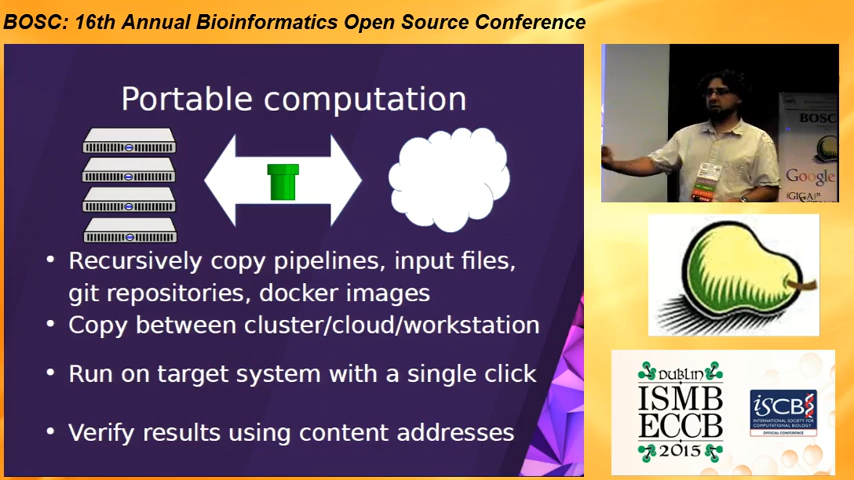 BOSC: 16th Annual Bioinformatics Open Source Conference
Portable computation
• Recursively copy pipelines, input files,
git repositories, docker images
• Copy between cluster/cloud/workstation
• Run on target system with a single click
• Verify results using content addresses
BOSC
Google
DUBLIN
ISMB
ECCB
2015
ISCB
INTERNATIONAL SOCIETY FOR
COMPUTATIONAL BIOLOGY
OFFICIAL CONFERENCE